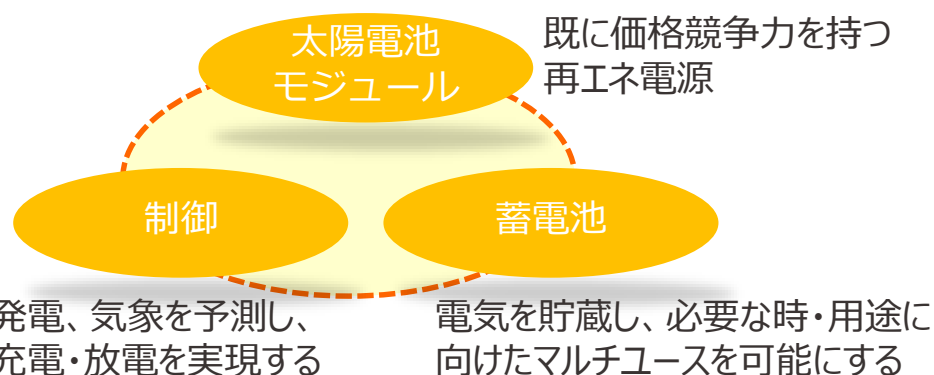 太陽電池
モジュール
既に価格競争力を持つ
再エネ電源
制御
蓄電池
発電、気象を予測し、
充電・放電を実現する
電気を貯蔵し、必要な時・用途に
向けたマルチユースを可能にする